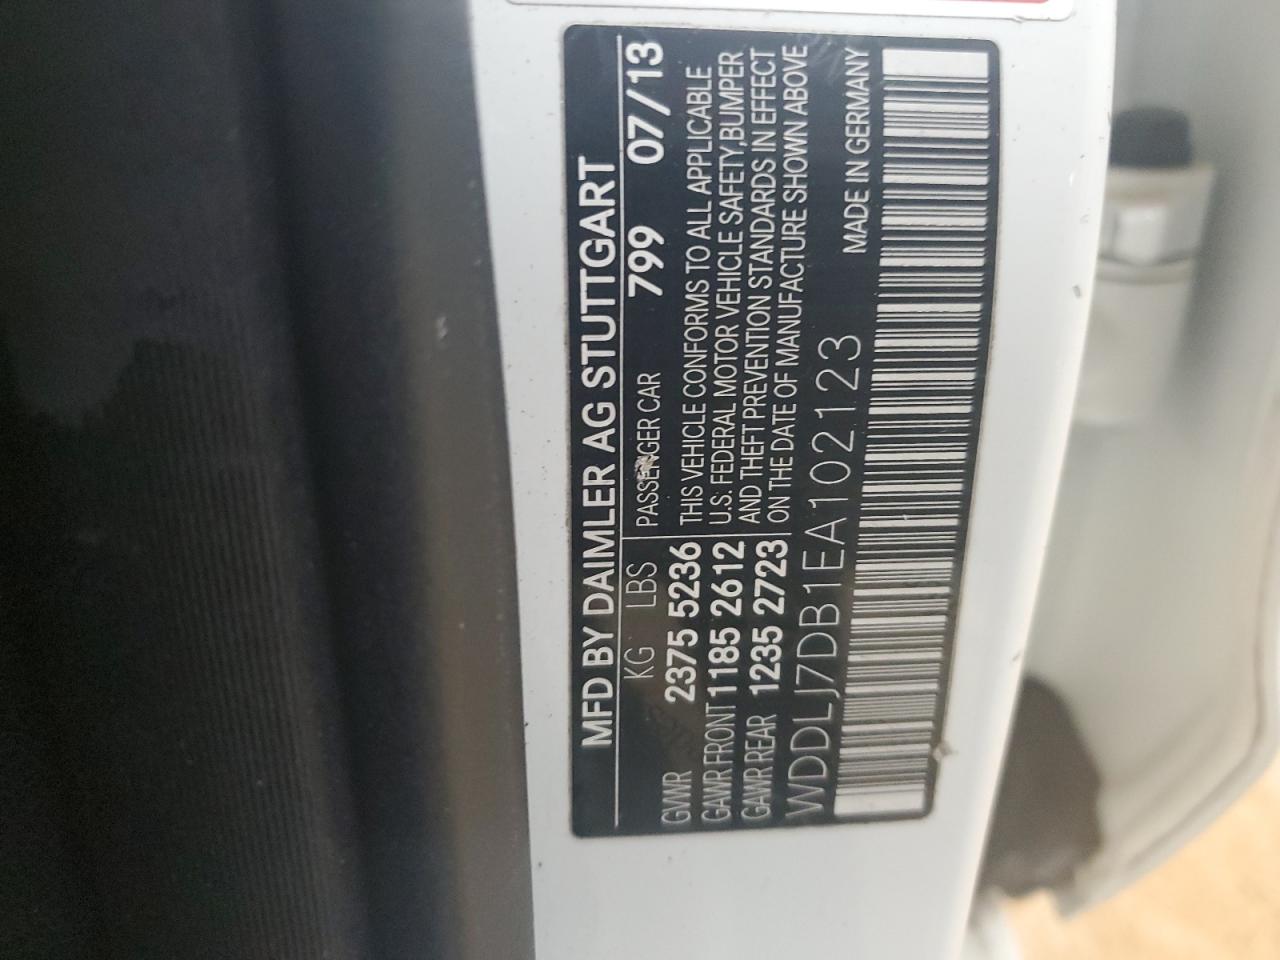 MFD BY DAIMLER AG STUTTGART
KG LBS PASSENGER CAR 799 07/13
GVWR 2375 5236 THIS VEHICLE CONFORMS TO ALL APPLICABLE
GAWR FRONT 1185 2612 U.S. FEDERAL MOTOR VEHICLE SAFETY,BUMPER
GAWR REAR 1235 2723 AND THEFT PREVENTION STANDARDS IN EFFECT
ON THE DATE OF MANUFACTURE SHOWN ABOVE
WDDLJ7DB1EA102123 MADE IN GERMANY